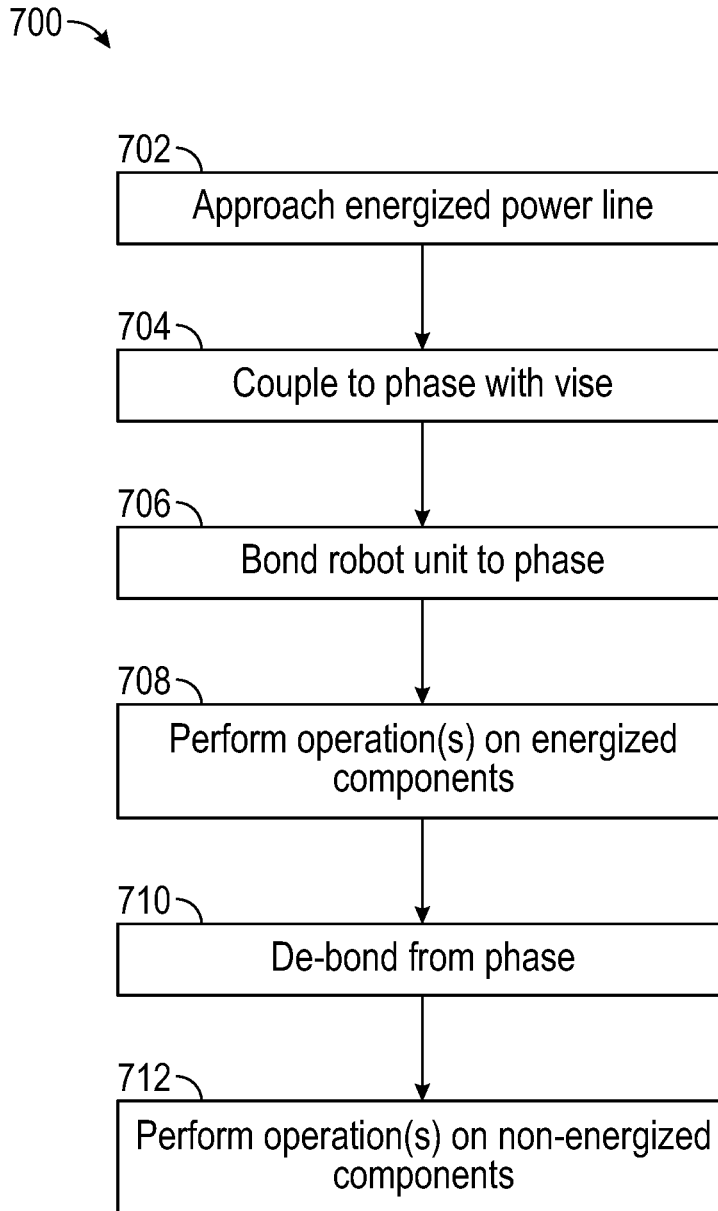 700
702
Approach energized power line
704
Couple to phase with vise
706
Bond robot unit to phase
708
Perform operation(s) on energized
components
710
De-bond from phase
712
Perform operation(s) on non-energized
components